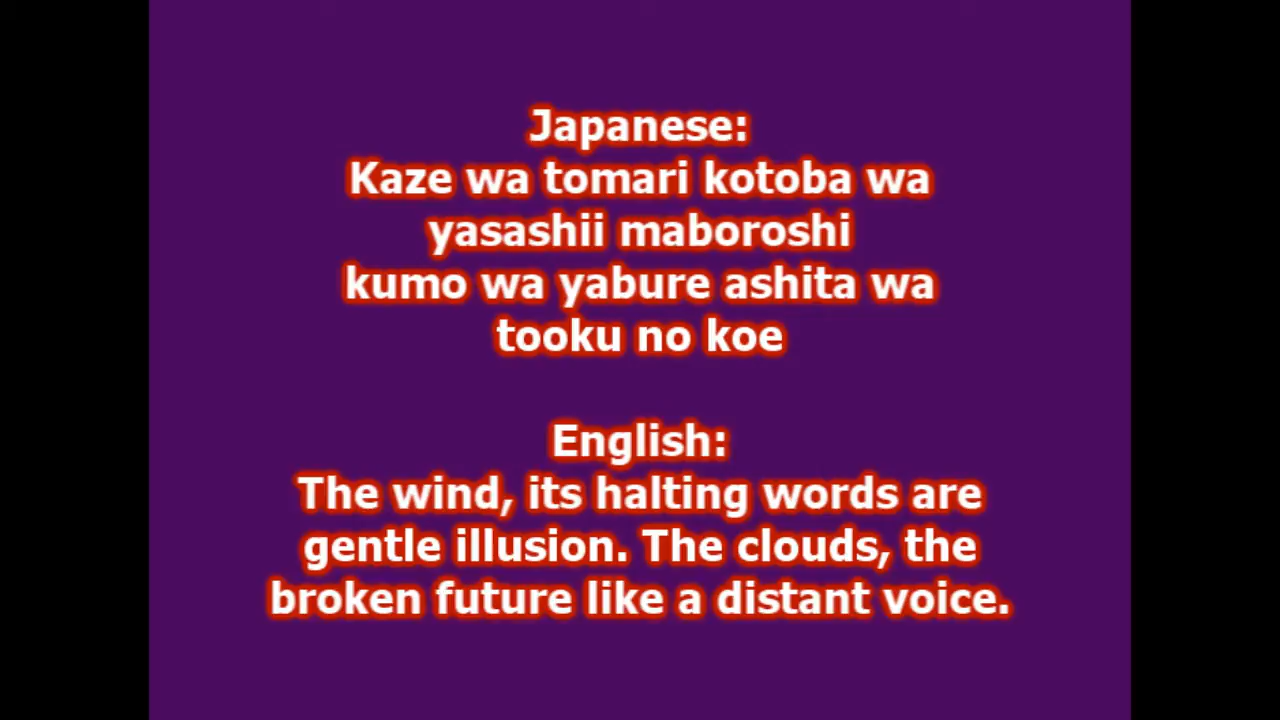 Japanese:
Kaze wa tomari kotoba wa
yasashii maboroshi
kumo wa yabure ashita wa
tooku no koe
English:
The wind, its halting words are
gentle illusion. The clouds, the
broken future like a distant voice.